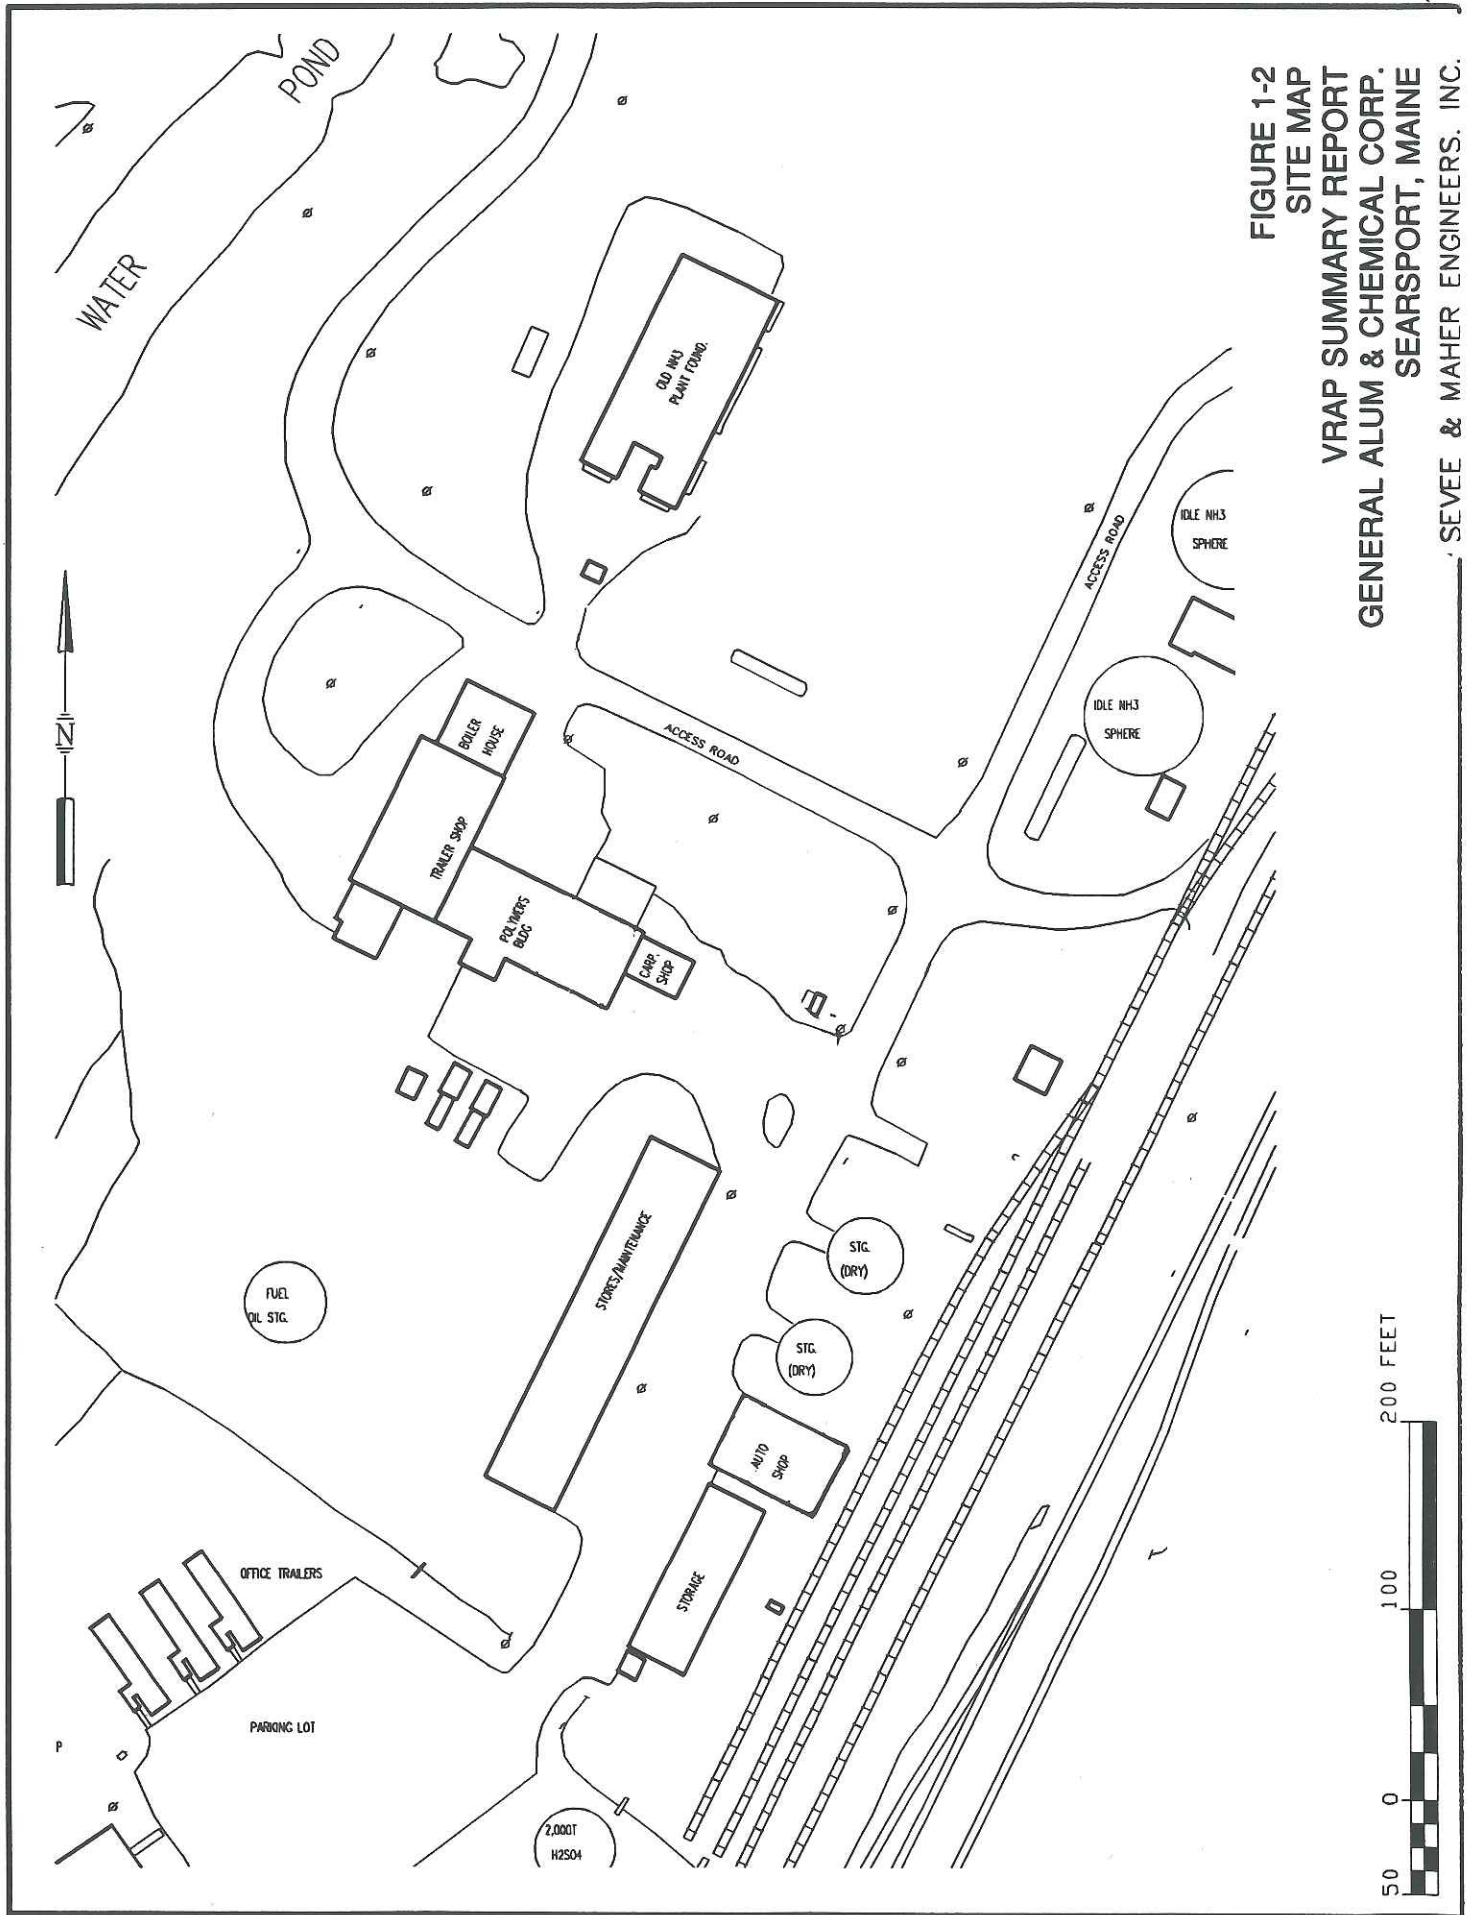 WATER
POND
N
OLD NH3
PLANT FOUND.
BOILER
HOUSE
TRAILER SHOP
POLYMERS
BLDG
CARP.
SHOP
ACCESS ROAD
ACCESS ROAD
IDLE NH3
SPHERE
IDLE NH3
SPHERE
STORES/MAINTENANCE
FUEL
OIL STG.
STG.
(DRY)
STG.
(DRY)
AUTO
SHOP
STORAGE
OFFICE TRAILERS
PARKING LOT
P
2,000T
H2SO4
50 0 100 200 FEET
FIGURE 1-2
SITE MAP
VRAP SUMMARY REPORT
GENERAL ALUM & CHEMICAL CORP.
SEARSPORT, MAINE
SEVEE & MAHER ENGINEERS. INC.